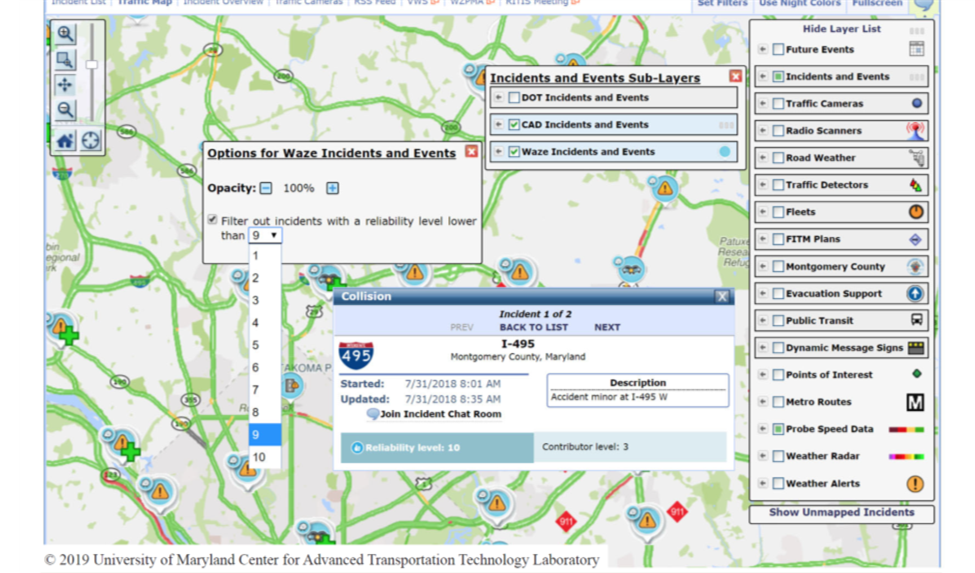 Incident List | Traffic Map | Incident Overview | Traffic Cameras | RSS Feed | VWS | WZPMA | RITIS Meeting
Set Filters | Use Night Colors | Fullscreen
Hide Layer List
Future Events
Incidents and Events
Traffic Cameras
Radio Scanners
Road Weather
Traffic Detectors
Fleets
FITM Plans
Montgomery County
Evacuation Support
Public Transit
Dynamic Message Signs
Points of Interest
Metro Routes
M
Probe Speed Data
Weather Radar
Weather Alerts
Show Unmapped Incidents
Incidents and Events Sub-Layers
DOT Incidents and Events
CAD Incidents and Events
Waze Incidents and Events
Options for Waze Incidents and Events
Opacity: 100%
Filter out incidents with a reliability level lower
than 9
1
2
3
4
5
6
7
8
9
10
Collision
X
Incident 1 of 2
PREV BACK TO LIST NEXT
I-495
495
Montgomery County, Maryland
Started: 7/31/2018 8:01 AM
Updated: 7/31/2018 8:35 AM
Join Incident Chat Room
Description
Accident minor at I-495 W
Reliability level: 10
Contributor level: 3
Patuxe
Resea
Refug
egional
AKOMA P
200
29
911
911
© 2019 University of Maryland Center for Advanced Transportation Technology Laboratory